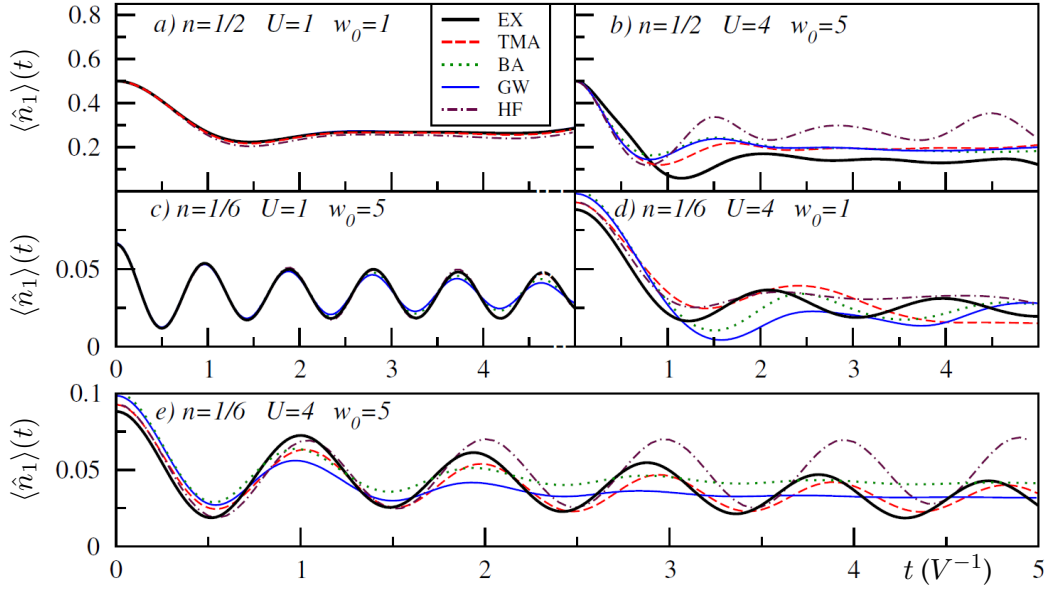 a) n=1/2 U=1 w₀=1
EX
TMA
BA
GW
HF
b) n=1/2 U=4 w₀=5
0.8
0.6
0.4
0.2
⟨n̂₁⟩(t)
c) n=1/6 U=1 w₀=5
d) n=1/6 U=4 w₀=1
0.05
0
⟨n̂₁⟩(t)
0 1 2 3 4 1 2 3 4
e) n=1/6 U=4 w₀=5
0.1
0.05
0
⟨n̂₁⟩(t)
0 1 2 3 4 5
t (V⁻¹)